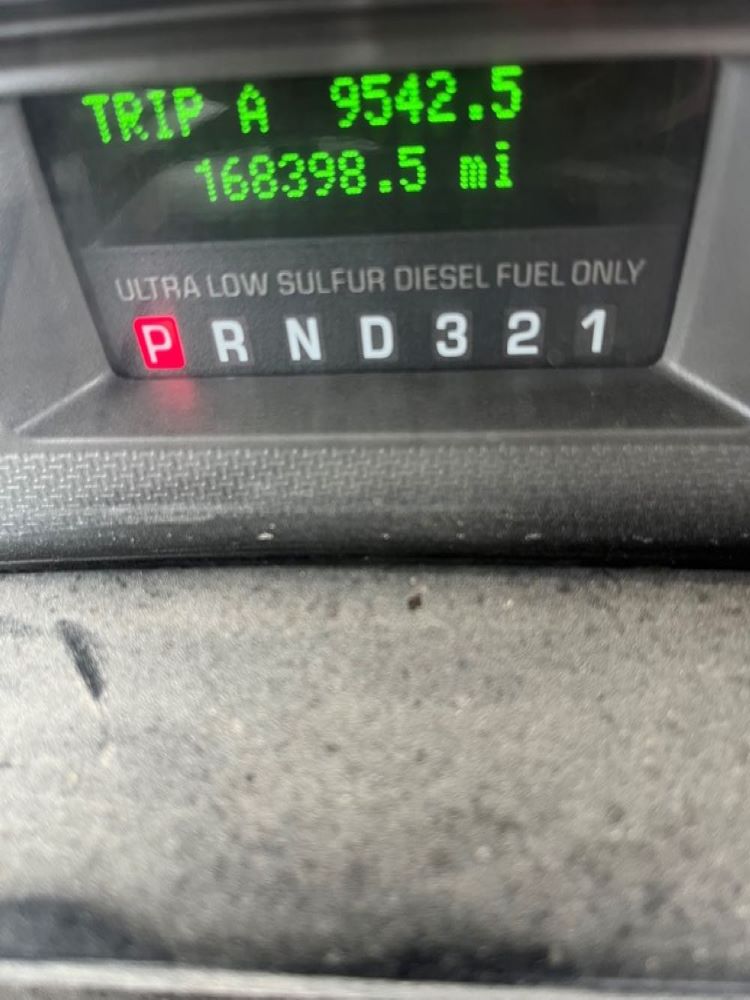 TRIP A 9542.5
168398.5 mi
ULTRA LOW SULFUR DIESEL FUEL ONLY
P R N D 3 2 1